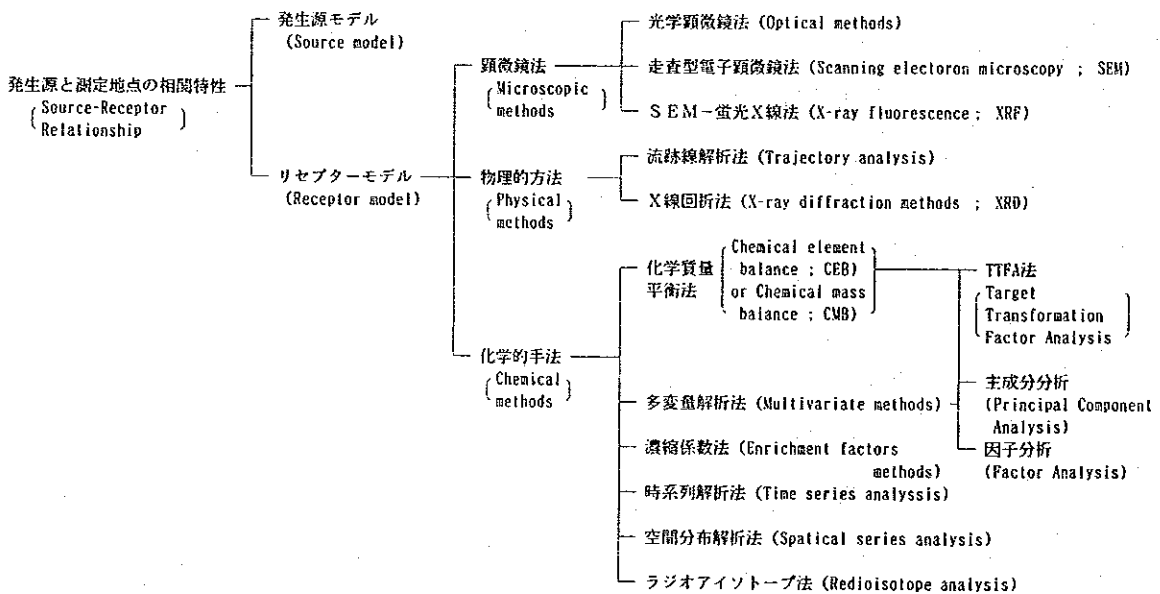 発生源モデル
(Source model)
発生源と測定地点の相関特性
Source-Receptor
Relationship
リセプターモデル
(Receptor model)
顕微鏡法
Microscopic
methods
光学顕微鏡法 (Optical methods)
走査型電子顕微鏡法 (Scanning electoron microscopy ; SEM)
SEM-蛍光X線法 (X-ray fluorescence ; XRF)
物理的方法
Physical
methods
流跡線解析法 (Trajectory analysis)
X線回折法 (X-ray diffraction methods ; XRD)
化学的手法
Chemical
methods
化学質量
平衡法
Chemical element
balance ; CEB)
or Chemical mass
balance ; CMB)
TTFA法
Target
Transformation
Factor Analysis
多変量解析法 (Multivariate methods)
主成分分析
(Principal Component
Analysis)
因子分析
(Factor Analysis)
濃縮係数法 (Enrichment factors
methods)
時系列解析法 (Time series analyssis)
空間分布解析法 (Spatical series analysis)
ラジオアイソトープ法 (Redioisotope analysis)